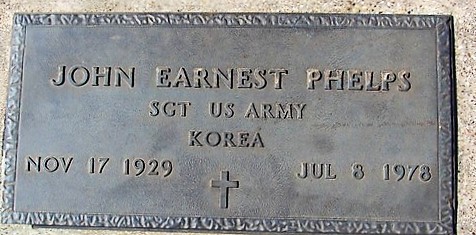 JOHN EARNEST PHELPS
SGT US ARMY
KOREA
NOV 17 1929 JUL 8 1978